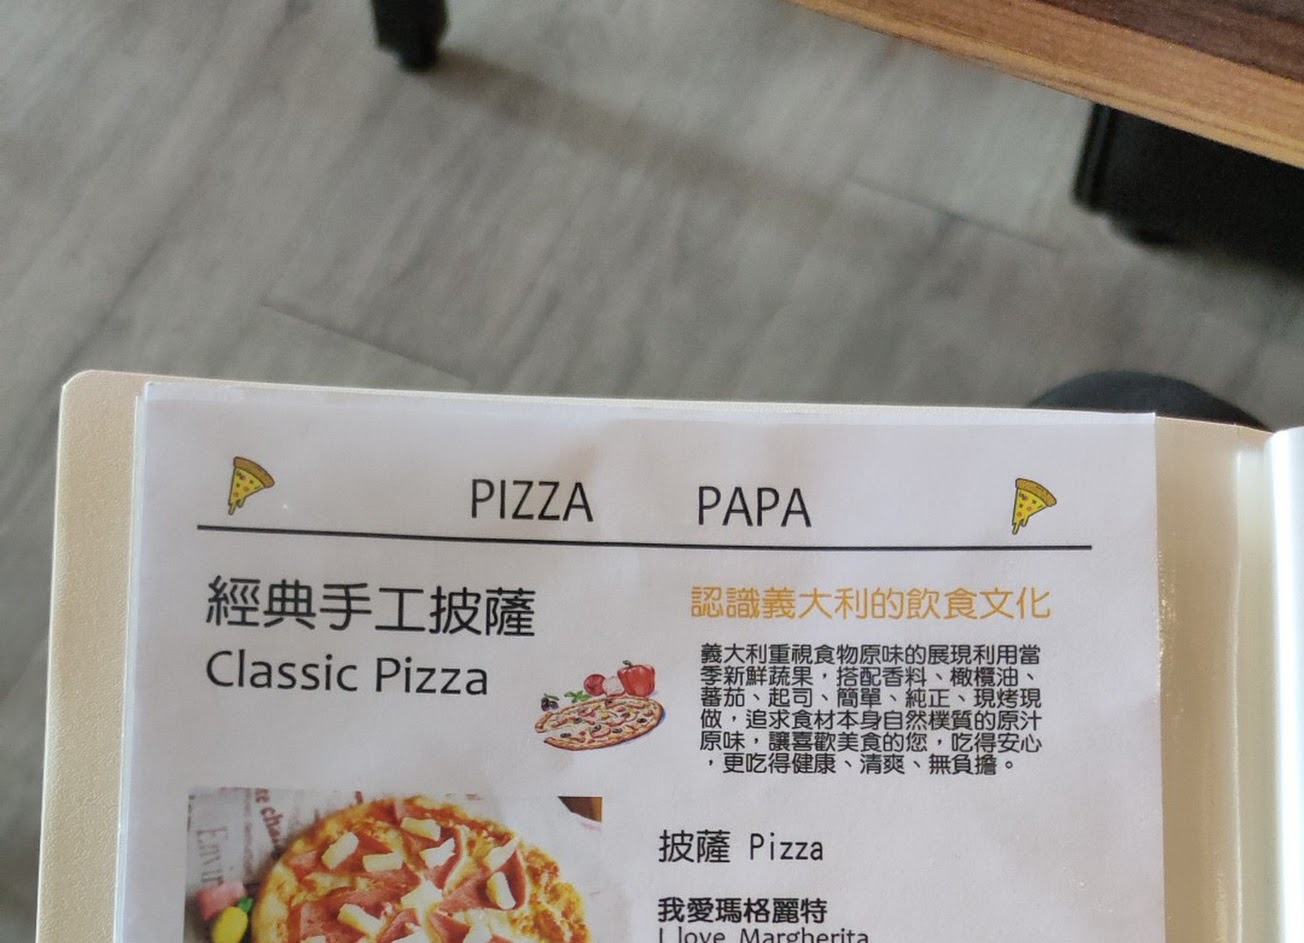 PIZZA PAPA
經典手工披薩
Classic Pizza
認識義大利的飲食文化
義大利重視食物原味的展現利用當
季新鮮蔬果，搭配香料、橄欖油、
蕃茄、起司、簡單、純正、現烤現
做，追求食材本身自然樸質的原汁
原味，讓喜歡美食的您，吃得安心
，更吃得健康、清爽、無負擔。
披薩 Pizza
我愛瑪格麗特
I love Margherita